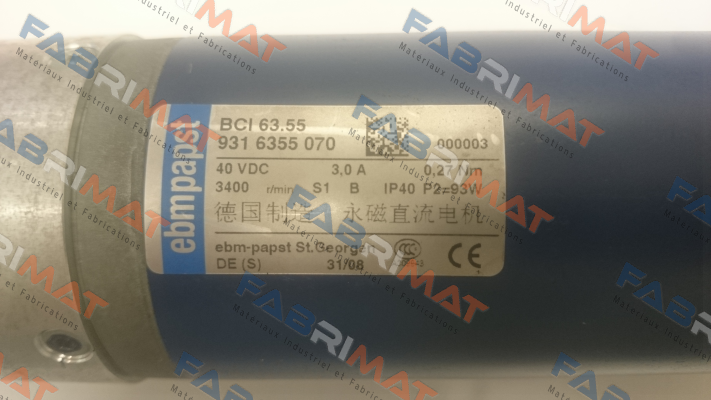 ebmpapst
BCI 63.55
931 6355 070 000003
40 VDC 3,0 A 0,27 Nm
3400 r/min S1 B IP40 P2=93W
德国制造 永磁直流电机
ebm-papst St.Georgen
DE (S) 31/08
CCC
CE
FABRIMAT
Materiaux Industriel et Fabrications